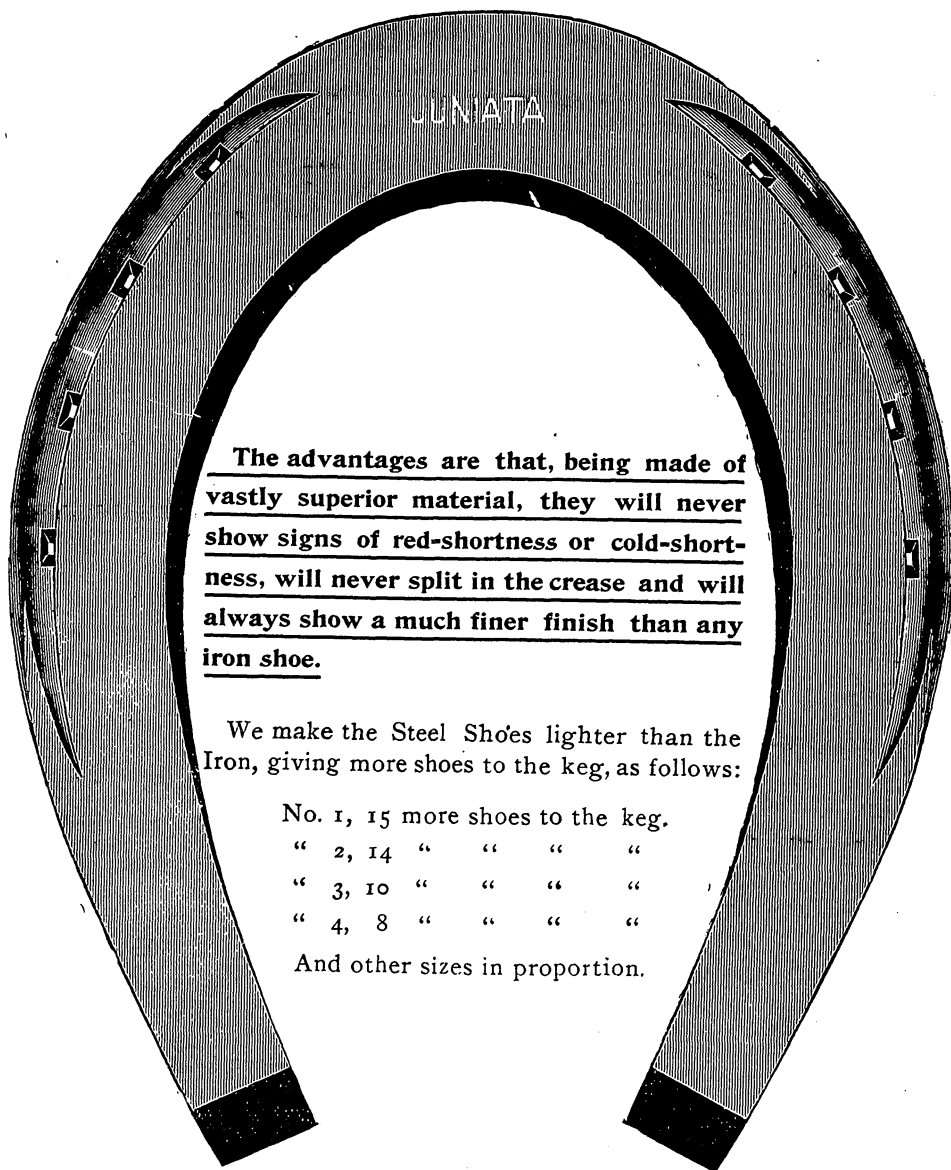 JUNIATA
The advantages are that, being made of
vastly superior material, they will never
show signs of red-shortness or cold-short-
ness, will never split in the crease and will
always show a much finer finish than any
iron shoe.
We make the Steel Shoes lighter than the
Iron, giving more shoes to the keg, as follows:
No. 1, 15 more shoes to the keg.
“ 2, 14 “ “ “ “
“ 3, 10 “ “ “ “
“ 4, 8 “ “ “ “
And other sizes in proportion.